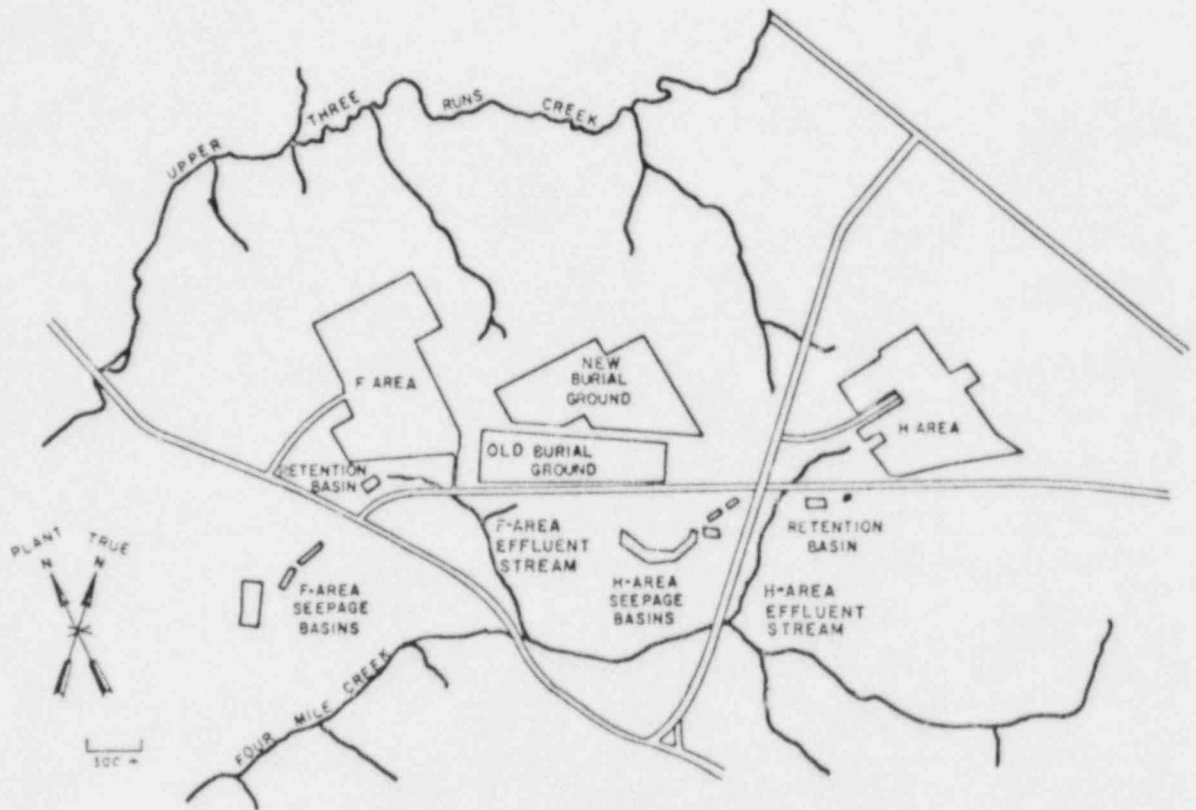 UPPER THREE RUNS CREEK
F AREA
NEW
BURIAL
GROUND
OLD BURIAL
GROUND
H-AREA
RETENTION
BASIN
PLANT TRUE
N N
F-AREA
SEEPAGE
BASINS
F-AREA
EFFLUENT
STREAM
H-AREA
SEEPAGE
BASINS
RETENTION
BASIN
H-AREA
EFFLUENT
STREAM
FOUR MILE CREEK